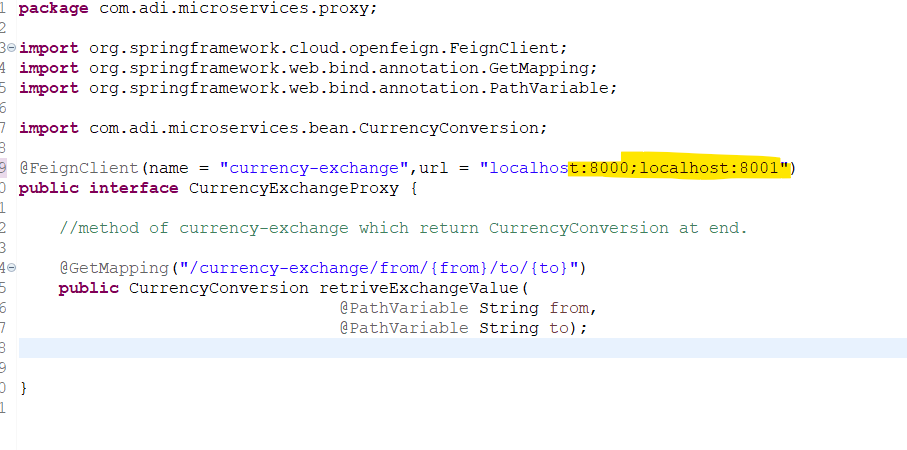 1 package com.adi.microservices.proxy;
2
3 import org.springframework.cloud.openfeign.FeignClient;
4 import org.springframework.web.bind.annotation.GetMapping;
5 import org.springframework.web.bind.annotation.PathVariable;
6
7 import com.adi.microservices.bean.CurrencyConversion;
8
9 @FeignClient(name = "currency-exchange",url = "localhost:8000;localhost:8001")
0 public interface CurrencyExchangeProxy {
1
2 //method of currency-exchange which return CurrencyConversion at end.
3
4 @GetMapping("/currency-exchange/from/{from}/to/{to}")
5 public CurrencyConversion retriveExchangeValue(
6 @PathVariable String from,
7 @PathVariable String to);
8
9
0 }
1